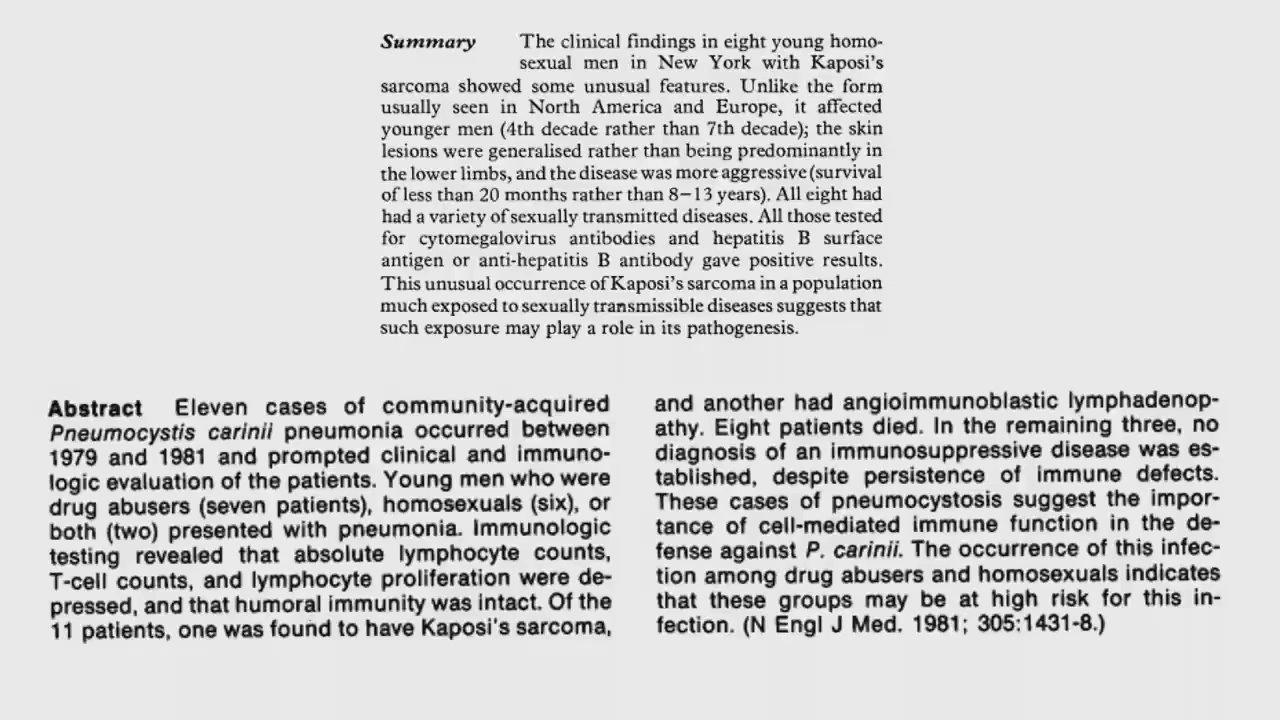 Summary The clinical findings in eight young homo-
sexual men in New York with Kaposi's
sarcoma showed some unusual features. Unlike the form
usually seen in North America and Europe, it affected
younger men (4th decade rather than 7th decade); the skin
lesions were generalised rather than being predominantly in
the lower limbs, and the disease was more aggressive (survival
of less than 20 months rather than 8–13 years). All eight had
had a variety of sexually transmitted diseases. All those tested
for cytomegalovirus antibodies and hepatitis B surface
antigen or anti-hepatitis B antibody gave positive results.
This unusual occurrence of Kaposi's sarcoma in a population
much exposed to sexually transmissible diseases suggests that
such exposure may play a role in its pathogenesis.
Abstract Eleven cases of community-acquired
Pneumocystis carinii pneumonia occurred between
1979 and 1981 and prompted clinical and immuno-
logic evaluation of the patients. Young men who were
drug abusers (seven patients), homosexuals (six), or
both (two) presented with pneumonia. Immunologic
testing revealed that absolute lymphocyte counts,
T-cell counts, and lymphocyte proliferation were de-
pressed, and that humoral immunity was intact. Of the
11 patients, one was found to have Kaposi's sarcoma,
and another had angioimmunoblastic lymphadenop-
athy. Eight patients died. In the remaining three, no
diagnosis of an immunosuppressive disease was es-
tablished, despite persistence of immune defects.
These cases of pneumocystosis suggest the impor-
tance of cell-mediated immune function in the de-
fense against P. carinii. The occurrence of this infec-
tion among drug abusers and homosexuals indicates
that these groups may be at high risk for this in-
fection. (N Engl J Med. 1981; 305:1431-8.)